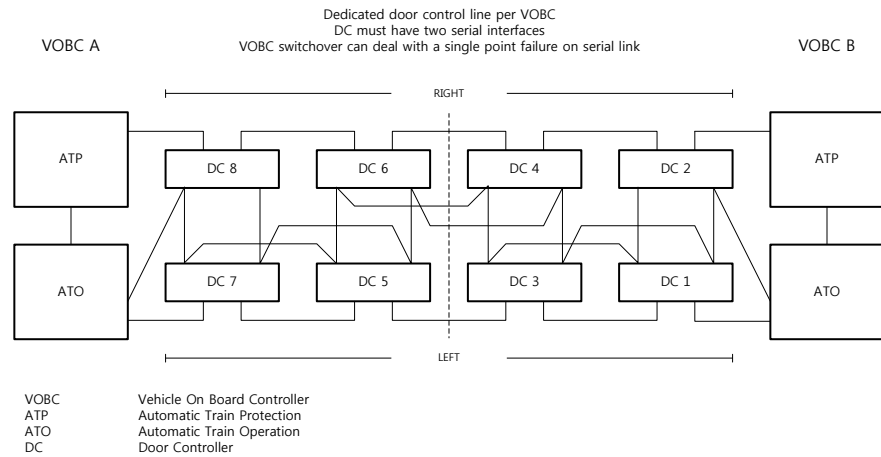 Dedicated door control line per VOBC
DC must have two serial interfaces
VOBC switchover can deal with a single point failure on serial link
VOBC A
VOBC B
RIGHT
ATP
DC 8
DC 6
DC 4
DC 2
ATP
ATO
DC 7
DC 5
DC 3
DC 1
ATO
LEFT
VOBC Vehicle On Board Controller
ATP Automatic Train Protection
ATO Automatic Train Operation
DC Door Controller